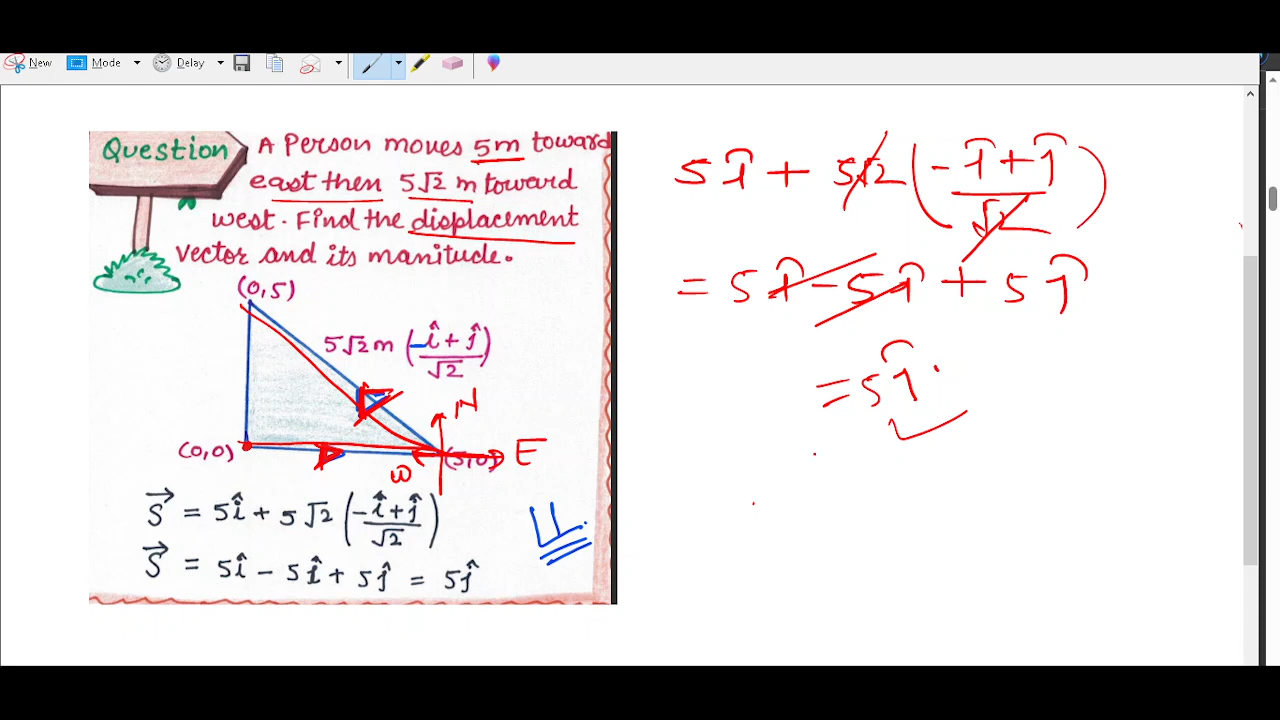 New Mode Delay
Question
A Person moves 5m toward
east then 5√2 m toward
west. Find the displacement
vector and its manitude.
(0,5)
5√2 m (-î + ĵ)/√2
N
(0,0)
(5,0)
E
W
S⃗ = 5î + 5√2 ((-î + ĵ)/√2)
S⃗ = 5î - 5î + 5ĵ = 5ĵ
5î + 5√2 ((-î + ĵ)/√2)
= 5î - 5î + 5ĵ
= 5ĵ